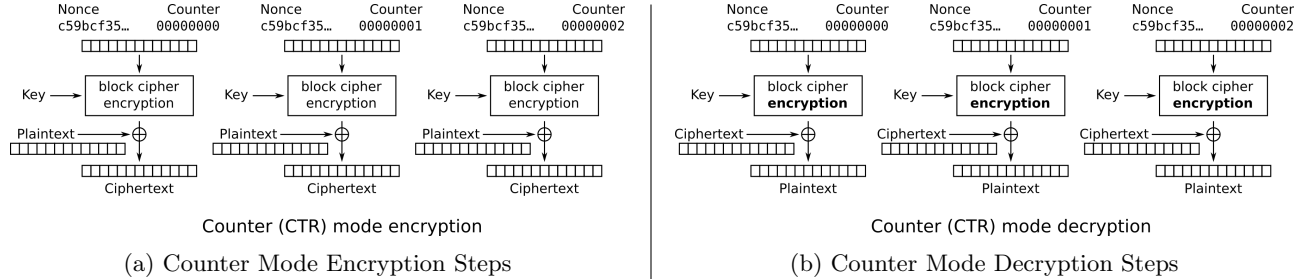 Nonce Counter Nonce Counter Nonce Counter
c59bcf35… 00000000 c59bcf35… 00000001 c59bcf35… 00000002
Key block cipher encryption Key block cipher encryption Key block cipher encryption
Plaintext Plaintext Plaintext
Ciphertext Ciphertext Ciphertext
Counter (CTR) mode encryption
(a) Counter Mode Encryption Steps
Nonce Counter Nonce Counter Nonce Counter
c59bcf35… 00000000 c59bcf35… 00000001 c59bcf35… 00000002
Key block cipher encryption Key block cipher encryption Key block cipher encryption
Ciphertext Ciphertext Ciphertext
Plaintext Plaintext Plaintext
Counter (CTR) mode decryption
(b) Counter Mode Decryption Steps